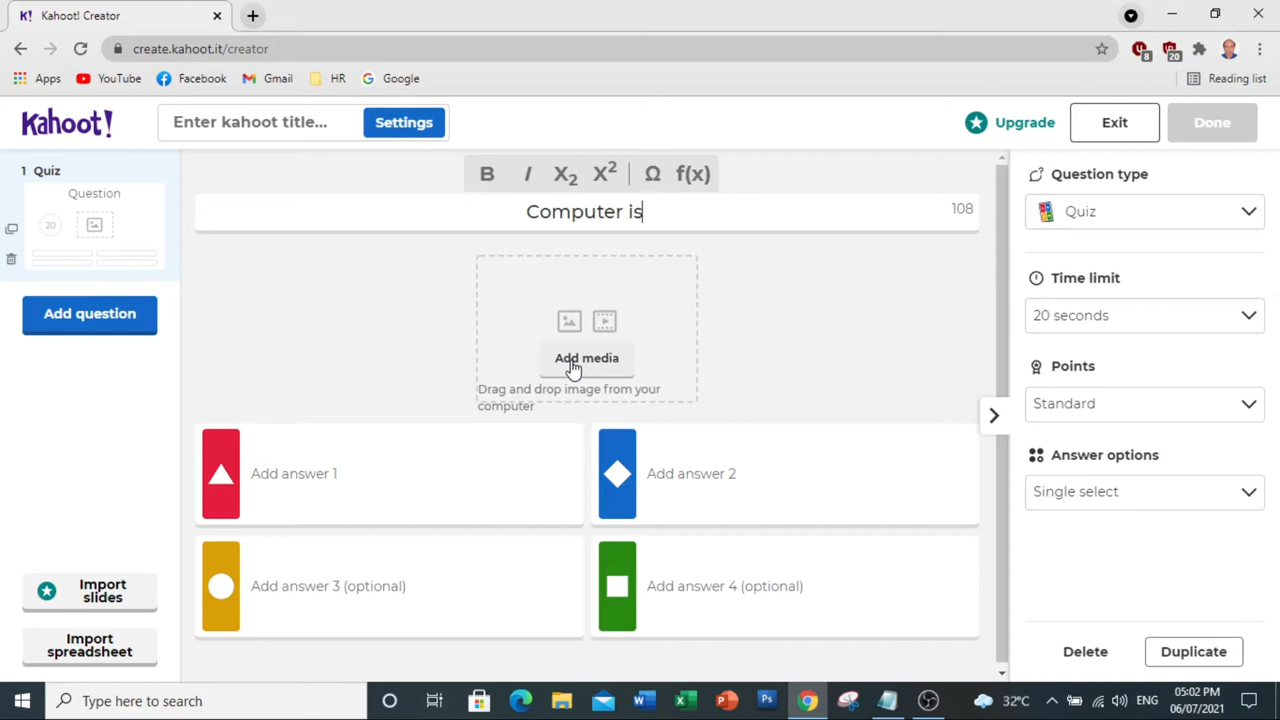 K! Kahoot! Creator
create.kahoot.it/creator
8
20
Apps YouTube Facebook Gmail HR Google Reading list
Kahoot! Enter kahoot title... Settings Upgrade Exit Done
1 Quiz
Question
20
Add question
Import slides
Import spreadsheet
B I X2 X2 Ω f(x)
Computer is 108
Add media
Drag and drop image from your
computer
Add answer 1 Add answer 2
Add answer 3 (optional) Add answer 4 (optional)
Question type
Quiz
Time limit
20 seconds
Points
Standard
Answer options
Single select
Delete Duplicate
Type here to search 32°C ENG 05:02 PM
06/07/2021